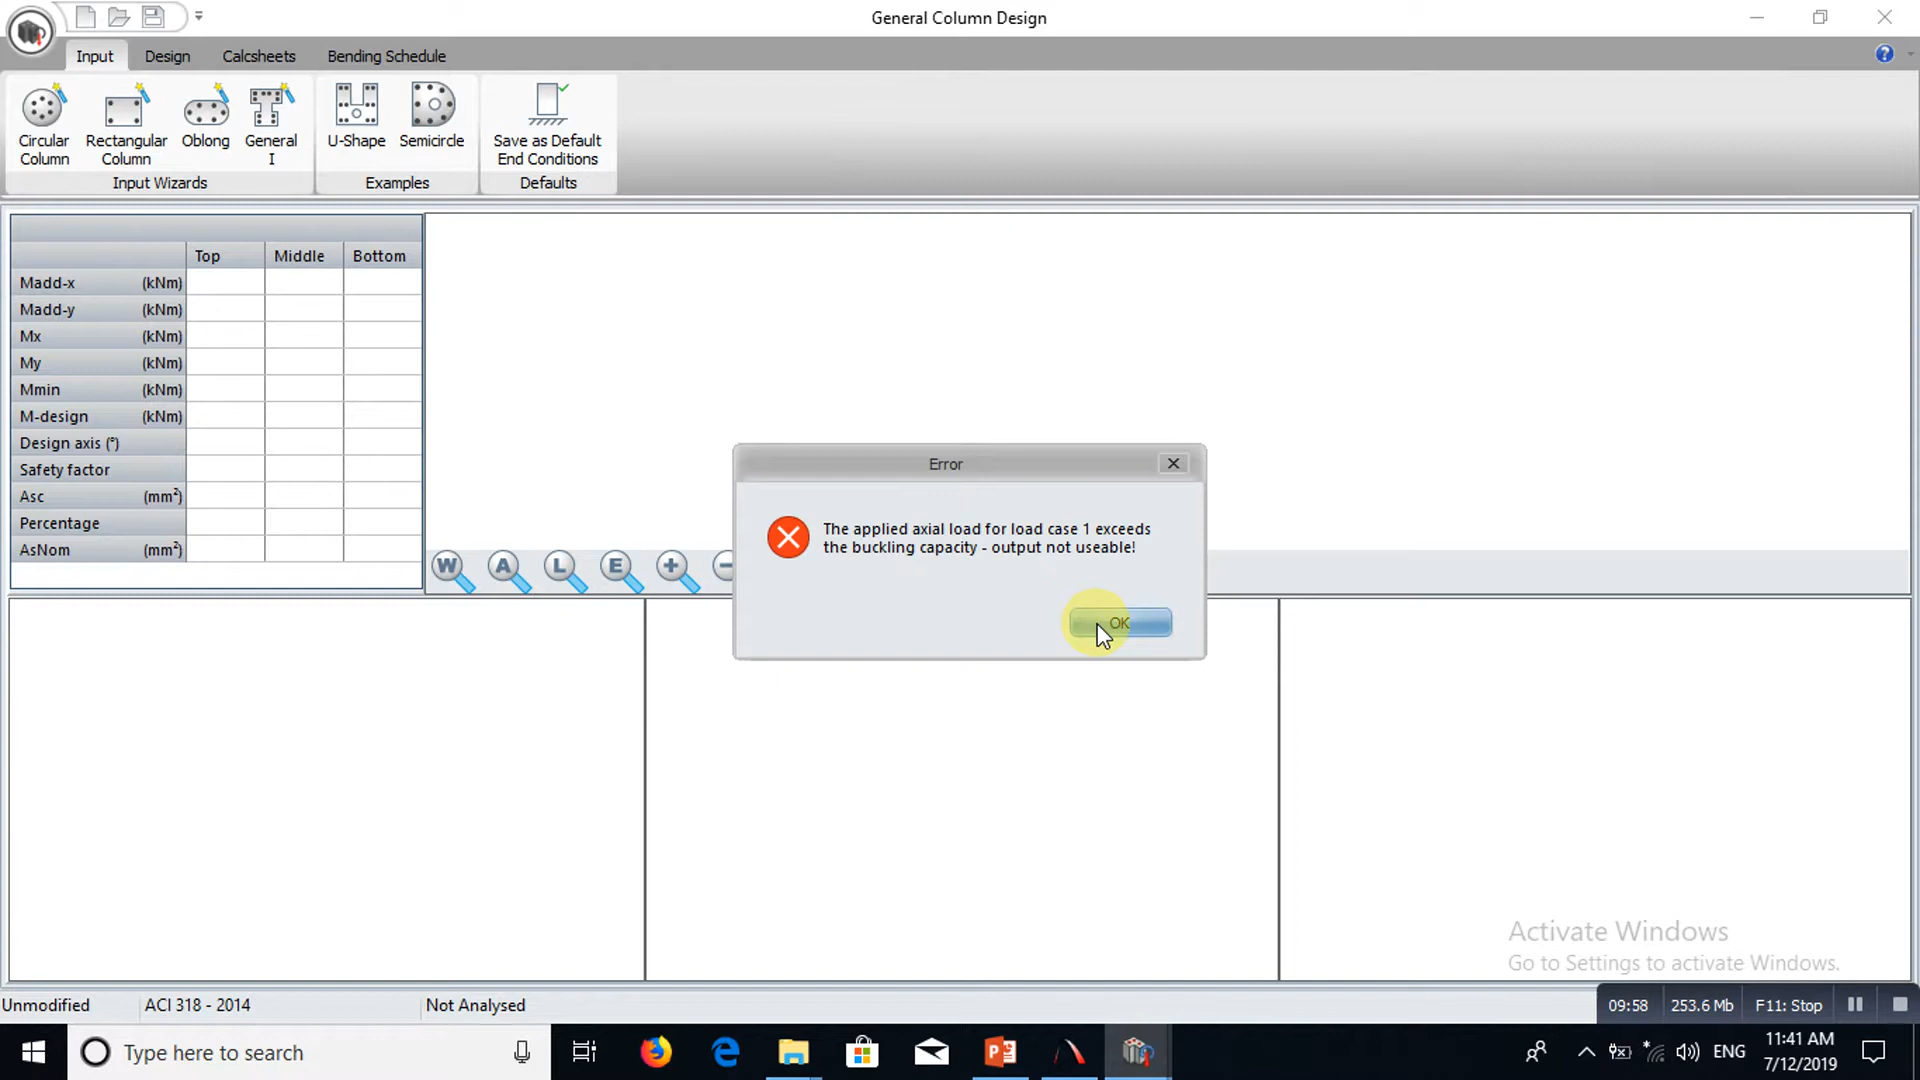 General Column Design
Input Design Calcsheets Bending Schedule
Circular Column
Rectangular Column
Oblong
General I
U-Shape
Semicircle
Save as Default End Conditions
Input Wizards Examples Defaults
Top Middle Bottom
Madd-x (kNm)
Madd-y (kNm)
Mx (kNm)
My (kNm)
Mmin (kNm)
M-design (kNm)
Design axis (°)
Safety factor
Asc (mm²)
Percentage
AsNom (mm²)
W A L E
Error
The applied axial load for load case 1 exceeds
the buckling capacity - output not useable!
OK
Activate Windows
Go to Settings to activate Windows.
Unmodified ACI 318 - 2014 Not Analysed
09:58 253.6 Mb F11: Stop
Type here to search
ENG
11:41 AM
7/12/2019